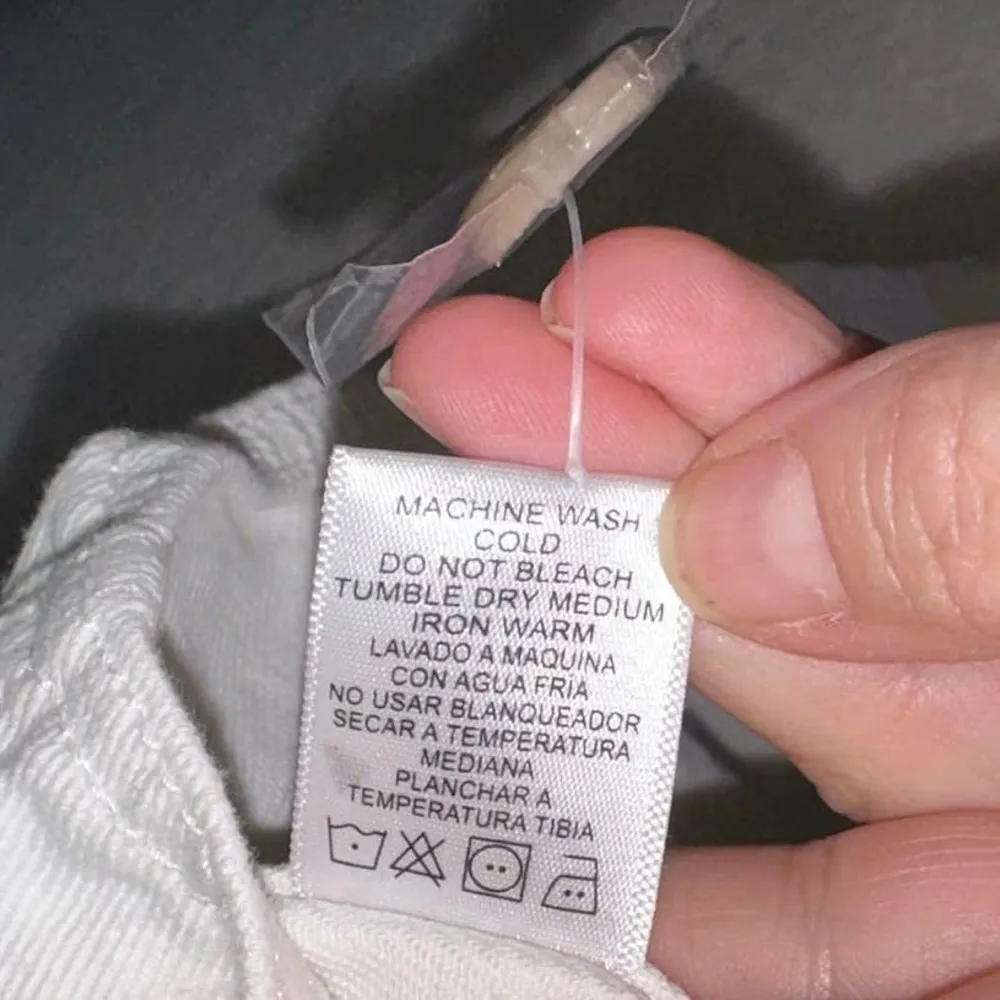 MACHINE WASH
COLD
DO NOT BLEACH
TUMBLE DRY MEDIUM
IRON WARM
LAVADO A MAQUINA
CON AGUA FRIA
NO USAR BLANQUEADOR
SECAR A TEMPERATURA
MEDIANA
PLANCHAR A
TEMPERATURA TIBIA